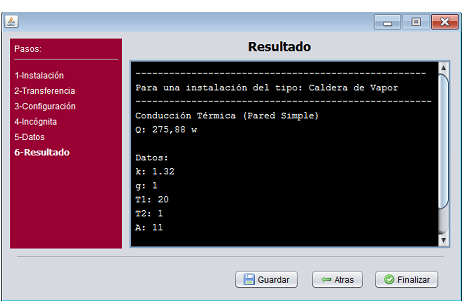 Pasos:
1-Instalación
2-Transferencia
3-Configuración
4-Incógnita
5-Datos
6-Resultado
Resultado
------------------------------------------------------
Para una instalación del tipo: Caldera de Vapor
------------------------------------------------------
Conducción Térmica (Pared Simple)
Q: 275,88 w
Datos:
k: 1.32
g: 1
T1: 20
T2: 1
A: 11
Guardar
Atras
Finalizar